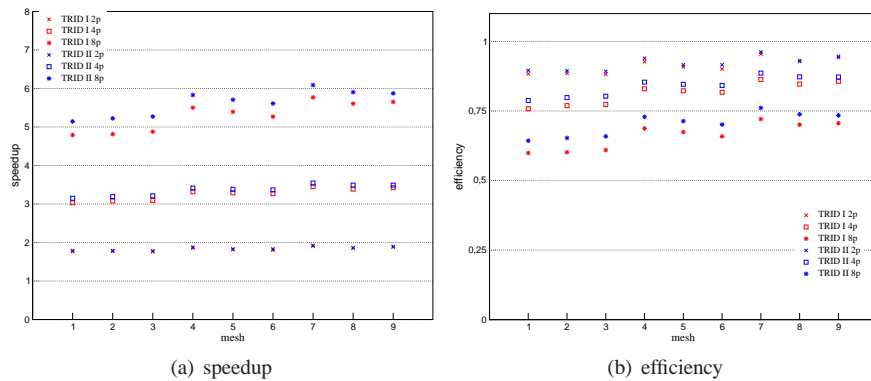 8
7
6
5
4
3
2
1
0
speedup
TRID I 2p
TRID I 4p
TRID I 8p
TRID II 2p
TRID II 4p
TRID II 8p
1 2 3 4 5 6 7 8 9
mesh
(a) speedup
1
0,75
0,5
0,25
0
efficiency
TRID I 2p
TRID I 4p
TRID I 8p
TRID II 2p
TRID II 4p
TRID II 8p
1 2 3 4 5 6 7 8 9
mesh
(b) efficiency